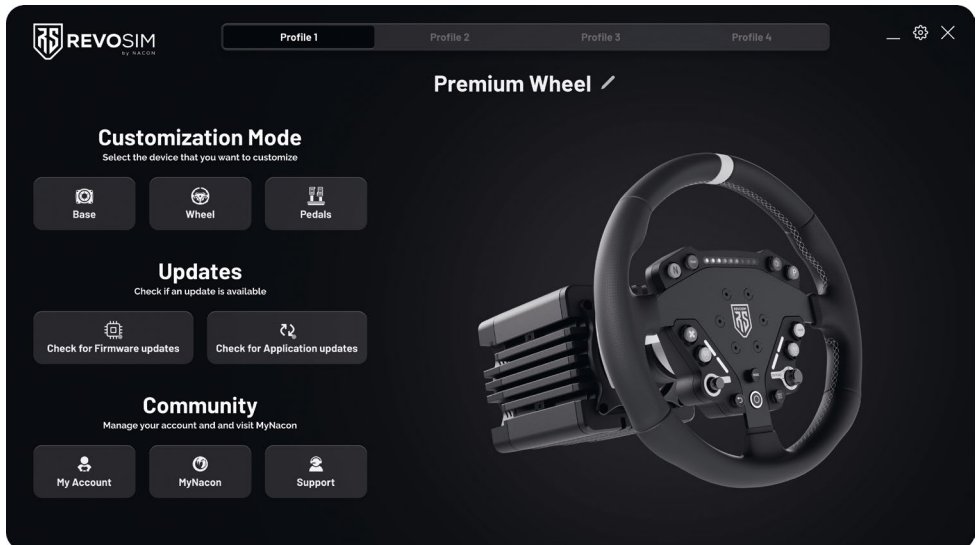 REVOSIM
by NACON
Profile 1
Profile 2
Profile 3
Profile 4
Premium Wheel
Customization Mode
Select the device that you want to customize
Base
Wheel
Pedals
Updates
Check if an update is available
Check for Firmware updates
Check for Application updates
Community
Manage your account and and visit MyNacon
My Account
MyNacon
Support
N
P
RS